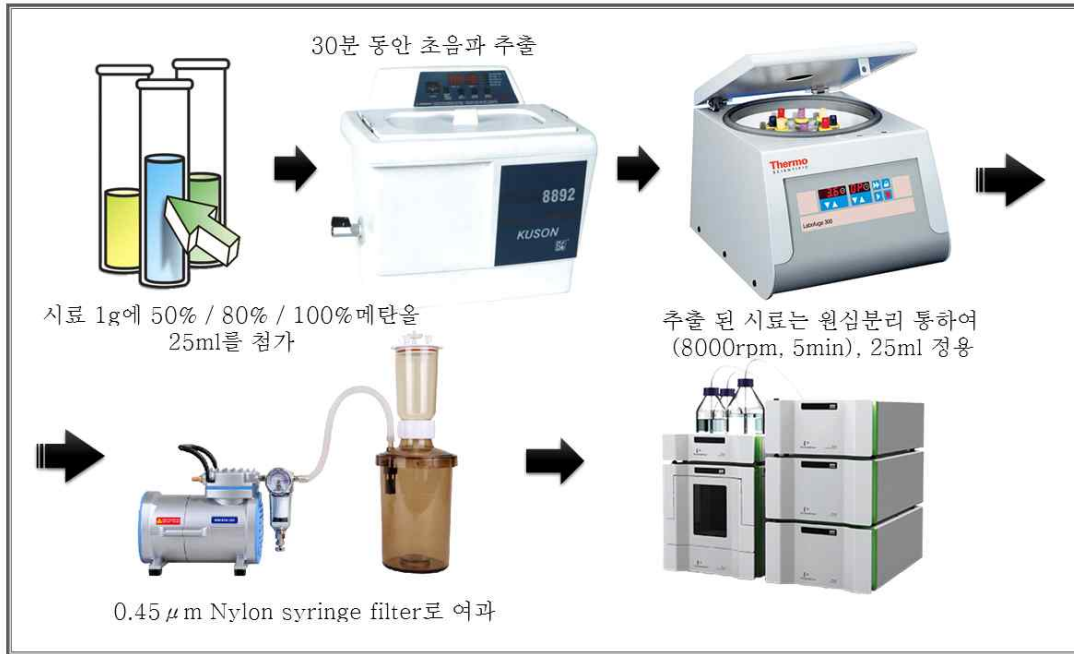 30분 동안 초음파 추출
8892
KUSON
Thermo
SCIENTIFIC
Labofuge 200
시료 1g에 50% / 80% / 100%메탄올
25ml를 첨가
추출 된 시료는 원심분리 통하여
(8000rpm, 5min), 25ml 정용
0.45μm Nylon syringe filter로 여과